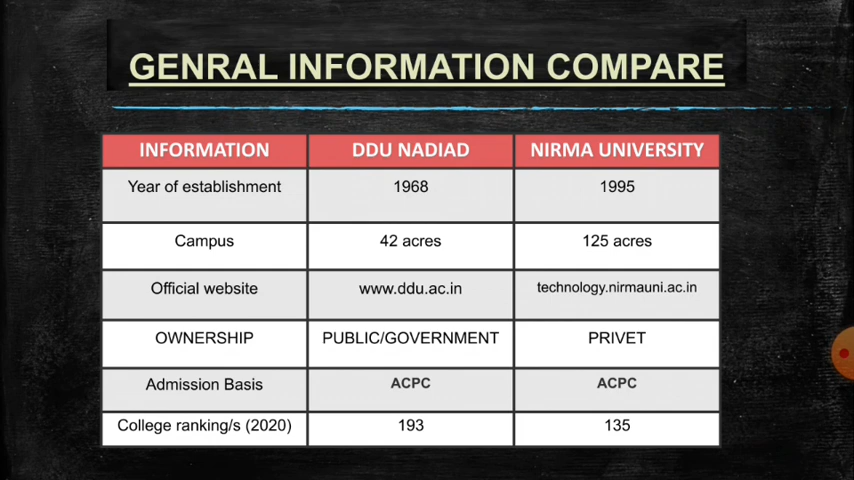 GENRAL INFORMATION COMPARE
INFORMATION DDU NADIAD NIRMA UNIVERSITY
Year of establishment 1968 1995
Campus 42 acres 125 acres
Official website www.ddu.ac.in technology.nirmauni.ac.in
OWNERSHIP PUBLIC/GOVERNMENT PRIVET
Admission Basis ACPC ACPC
College ranking/s (2020) 193 135